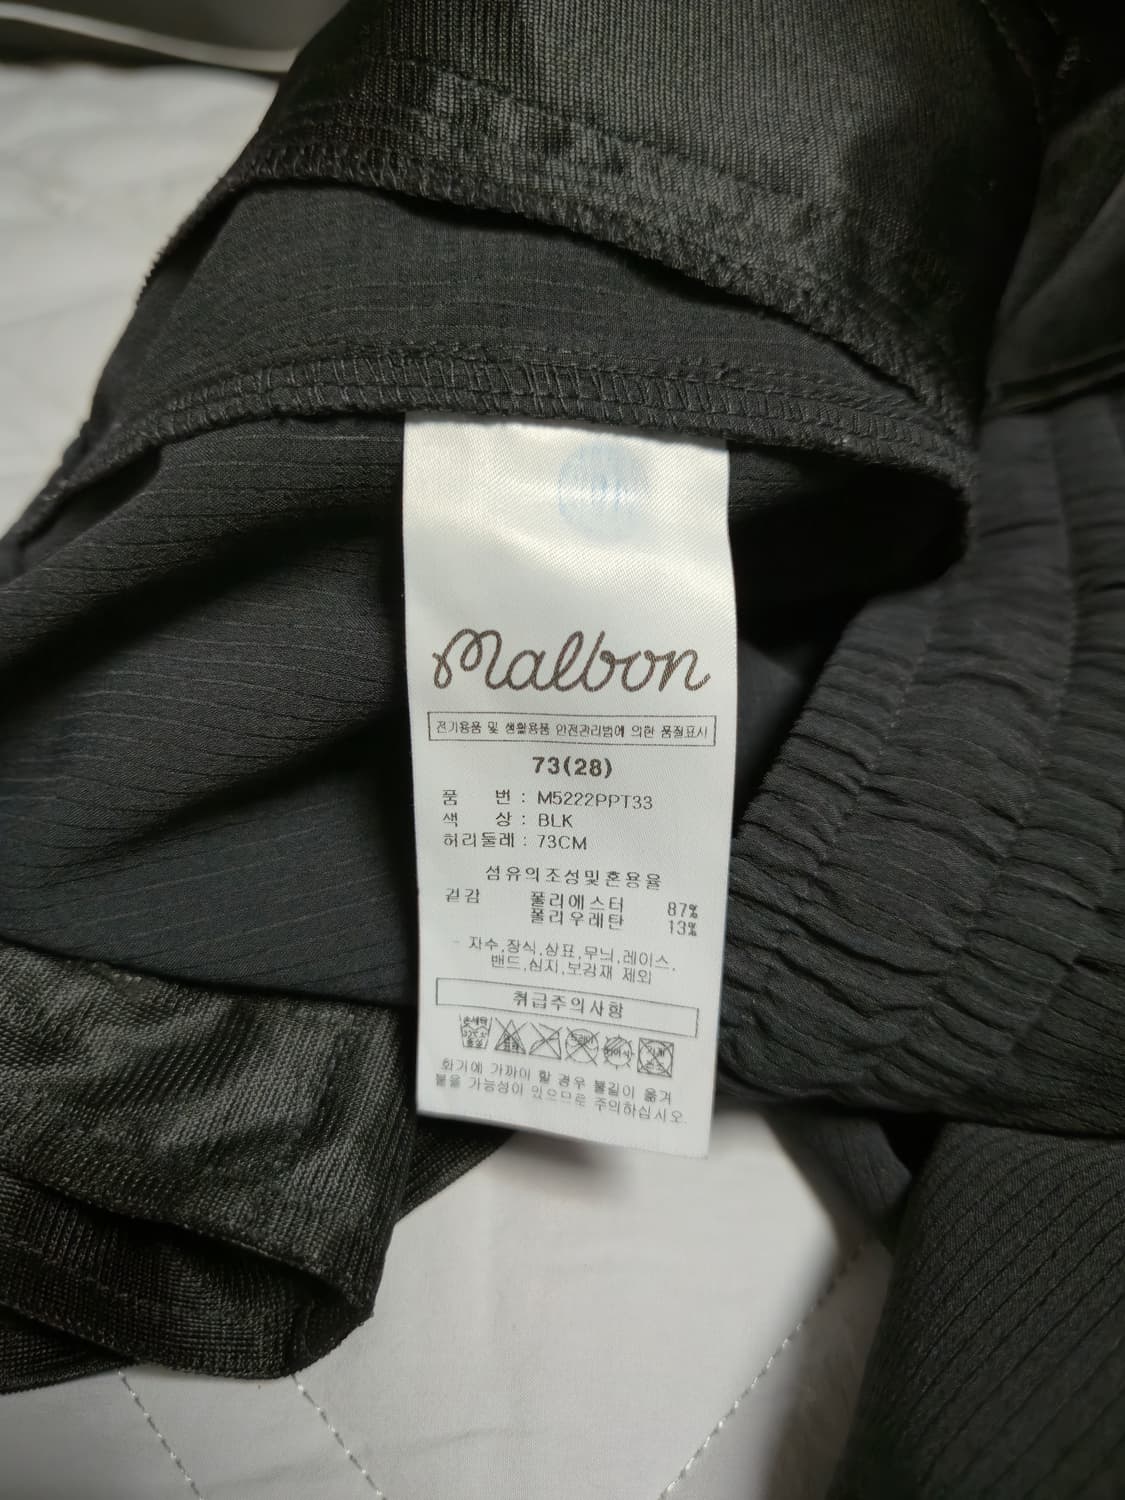 Malbon
전기용품 및 생활용품 안전관리법에 의한 품질표시
73(28)
품 번 : M5222PPT33
색 상 : BLK
허리둘레 : 73CM
섬유의조성및혼용율
겉감 폴리에스터 87%
폴리우레탄 13%
- 자수,장식,상표,무늬,레이스,
밴드,심지,보강재 제외
취급주의사항
화기에 가까이 할 경우 불길이 옮겨
붙을 가능성이 있으므로 주의하십시오.